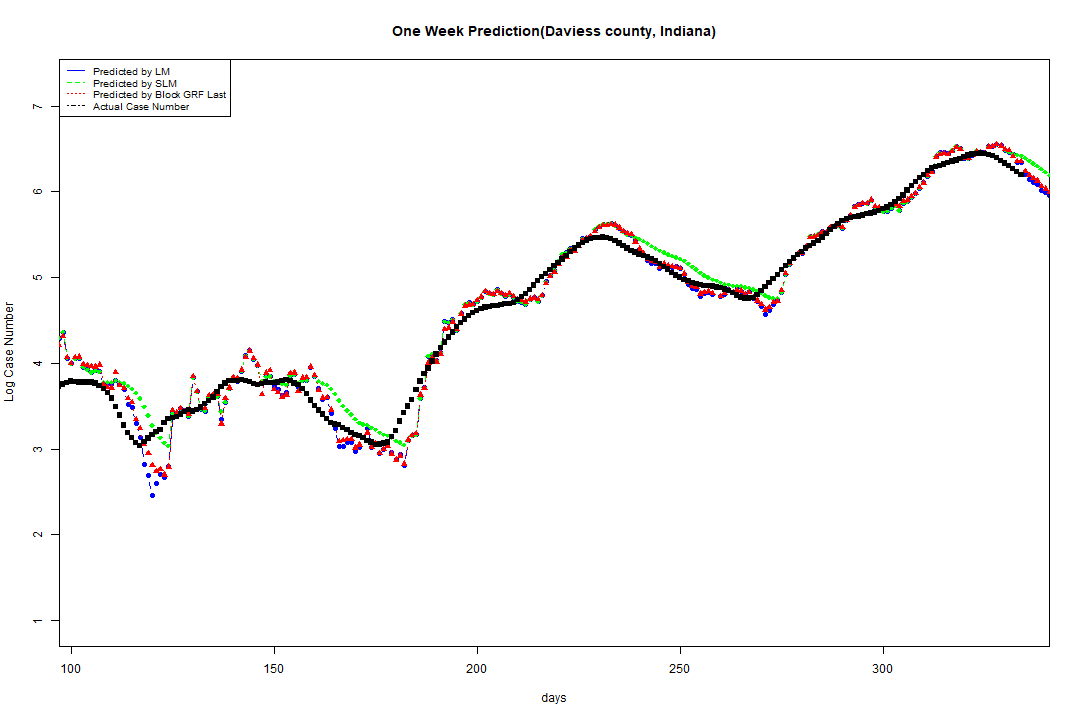 One Week Prediction(Daviess county, Indiana)
Predicted by LM
Predicted by SLM
Predicted by Block GRF Last
Actual Case Number
7
6
5
4
3
2
1
Log Case Number
100 150 200 250 300
days